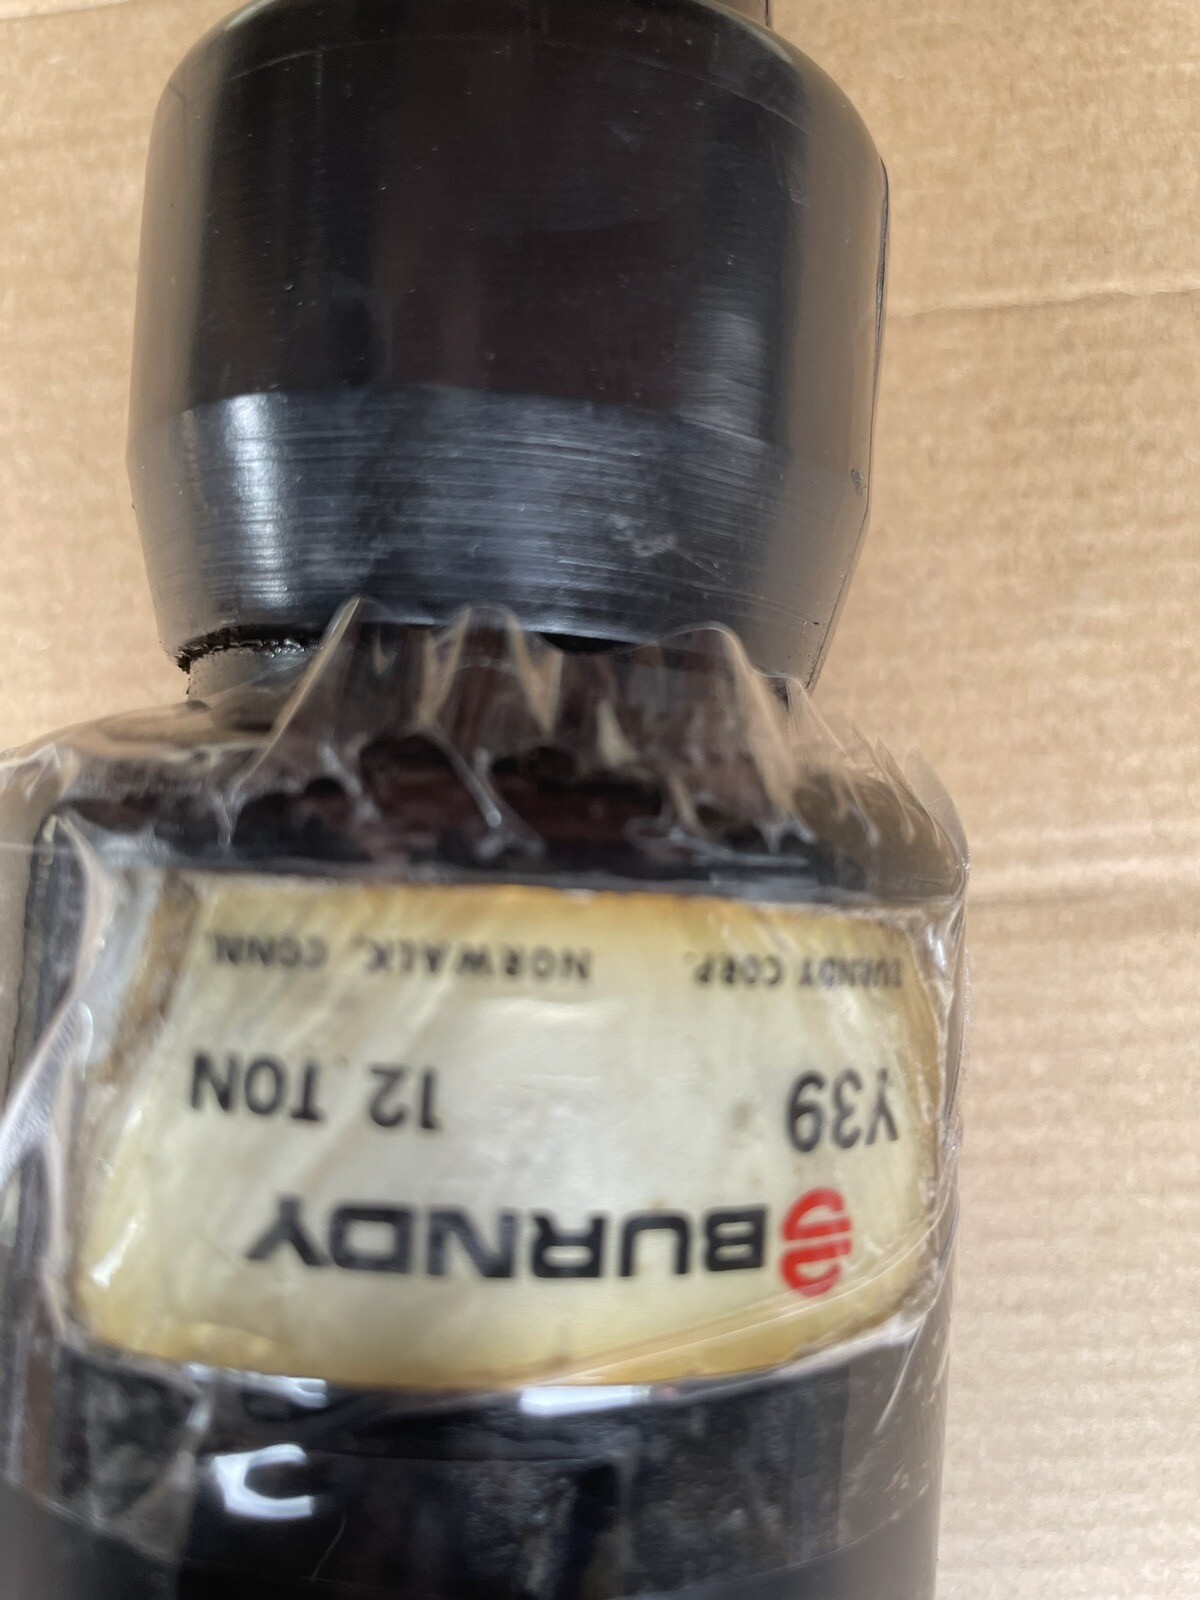 BURNDY
Y39 12 TON
BURNDY CORP. NORWALK, CONN.